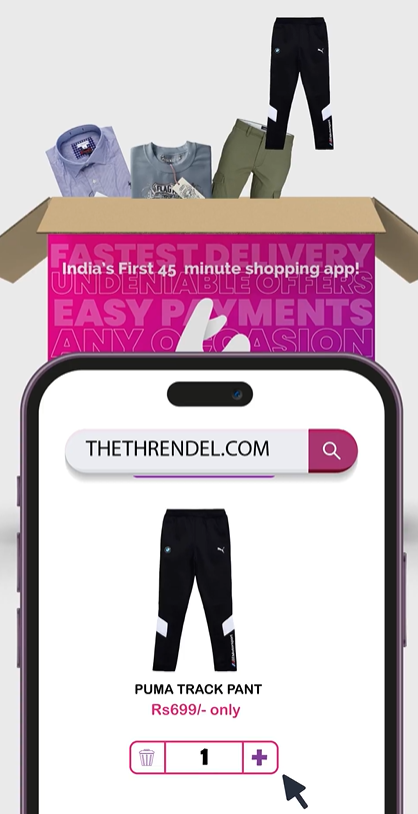 FASTEST DELIVERY
India's First 45 minute shopping app!
UNDENIABLE OFFERS
EASY PAYMENTS
ANY OCCASION
THETHRENDEL.COM
PUMA TRACK PANT
Rs699/- only
1